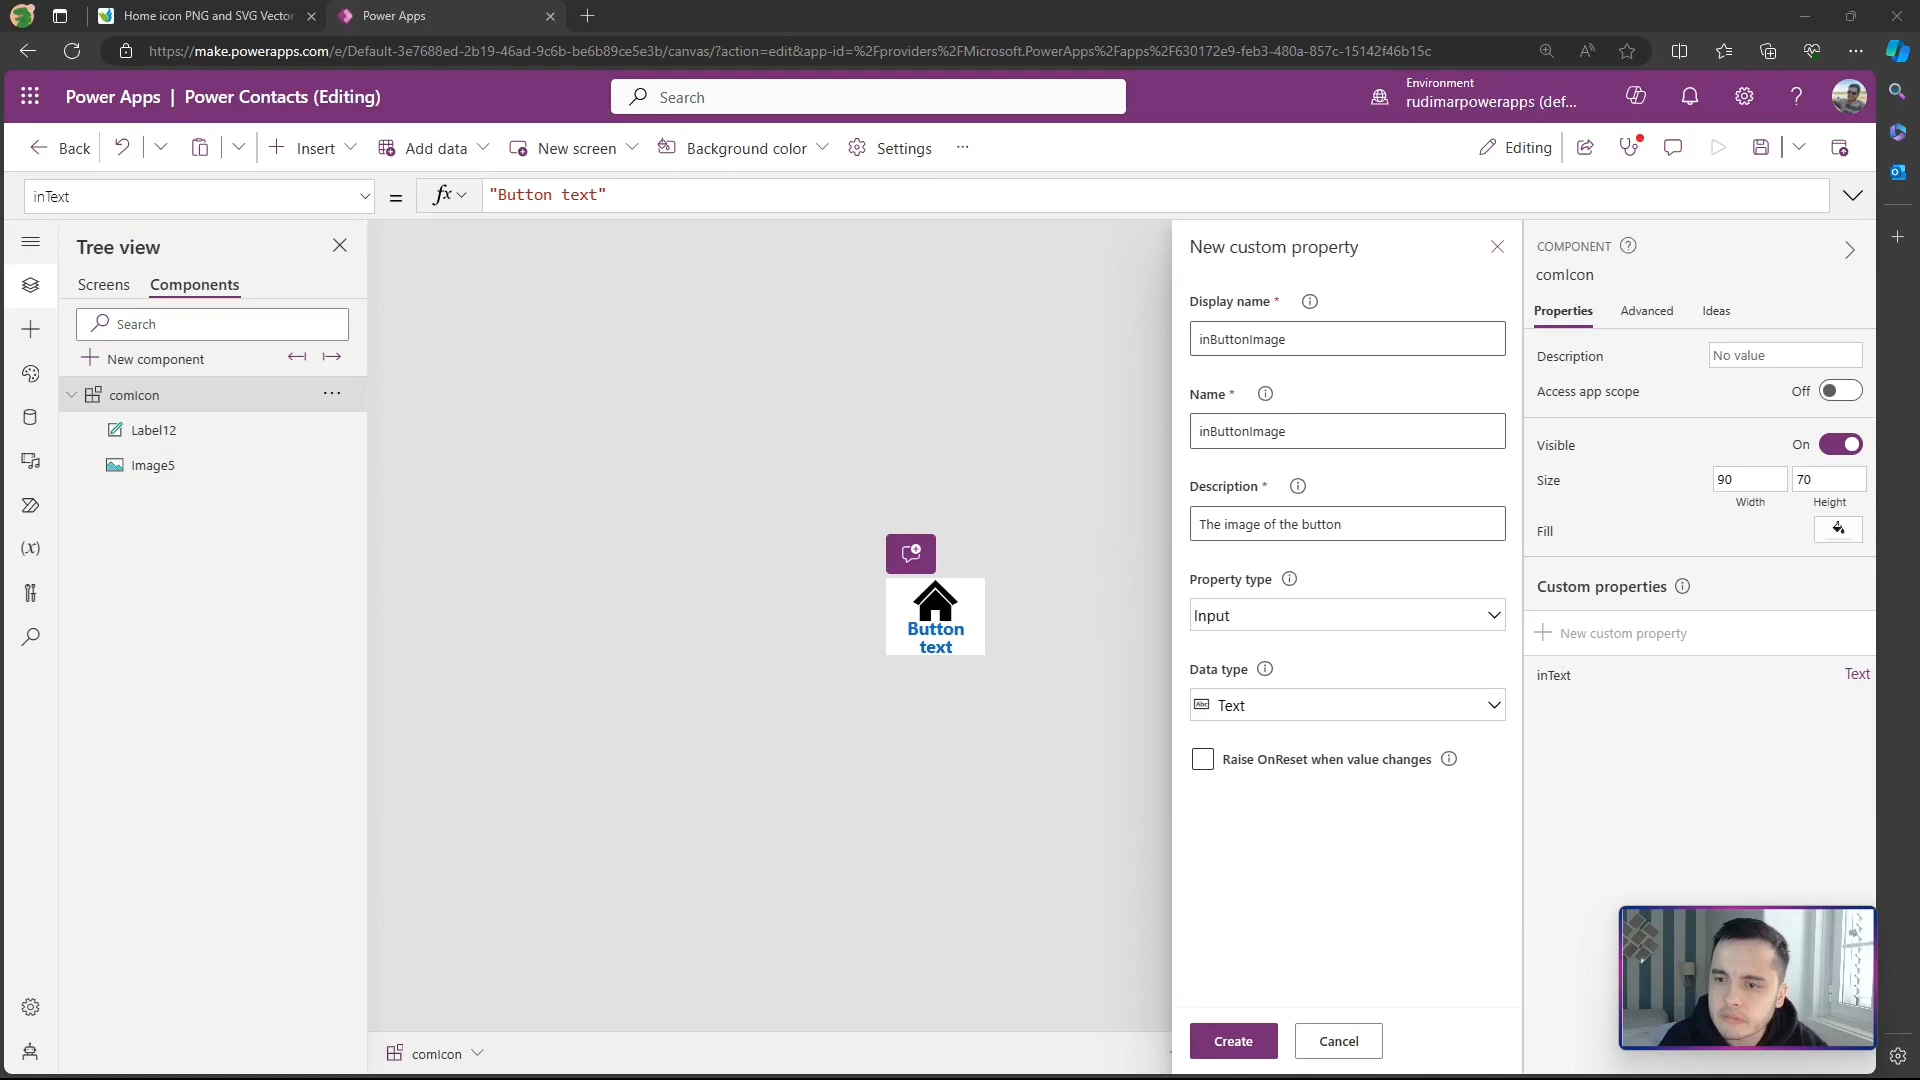 Home icon PNG and SVG Vector
Power Apps
https://make.powerapps.com/e/Default-3e7688ed-2b19-46ad-9c6b-be6b89ce5e3b/canvas/?action=edit&app-id=%2Fproviders%2FMicrosoft.PowerApps%2Fapps%2F630172e9-feb3-480a-857c-15142f46b15c
Power Apps | Power Contacts (Editing)
Search
Environment
rudimarpowerapps (def...
Back
Insert
Add data
New screen
Background color
Settings
Editing
inText
=
fx
"Button text"
Tree view
Screens
Components
Search
New component
comIcon
Label12
Image5
Button
text
comIcon
New custom property
Display name *
inButtonImage
Name *
inButtonImage
Description *
The image of the button
Property type
Input
Data type
Abc
Text
Raise OnReset when value changes
Create
Cancel
COMPONENT
comIcon
Properties
Advanced
Ideas
Description
No value
Access app scope
Off
Visible
On
Size
90
70
Width
Height
Fill
Custom properties
New custom property
inText
Text